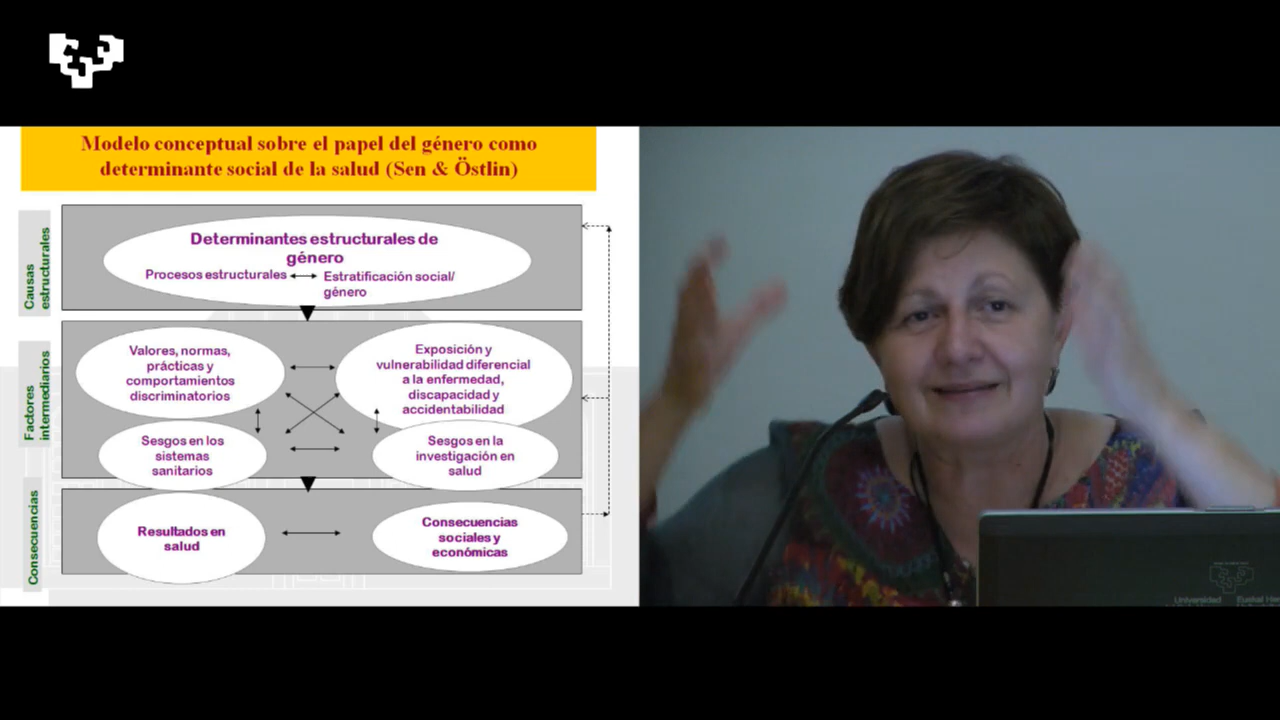 Modelo conceptual sobre el papel del género como
determinante social de la salud (Sen & Östlin)
Causas
estructurales
Determinantes estructurales de
género
Procesos estructurales
Estratificación social/
género
Factores
intermediarios
Valores, normas,
prácticas y
comportamientos
discriminatorios
Exposición y
vulnerabilidad diferencial
a la enfermedad,
discapacidad y
accidentabilidad
Sesgos en los
sistemas
sanitarios
Sesgos en la
investigación en
salud
Consecuencias
Resultados en
salud
Consecuencias
sociales y
económicas
Universidad
Euskal